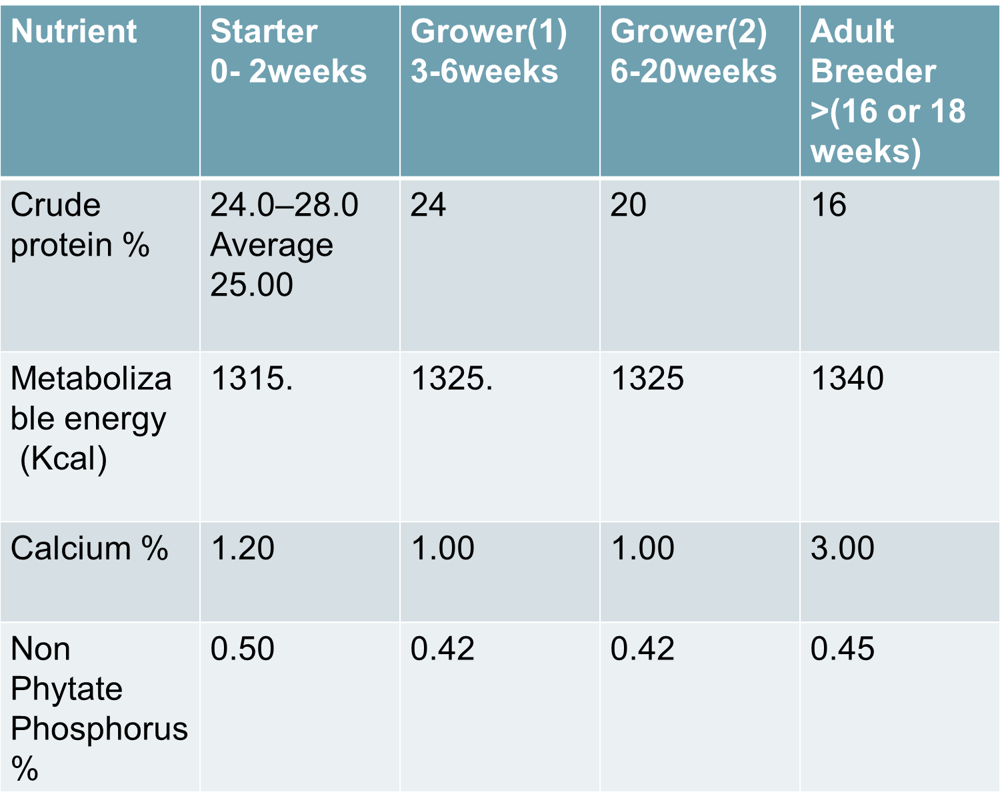 Nutrient
Starter
0- 2weeks
Grower(1)
3-6weeks
Grower(2)
6-20weeks
Adult
Breeder
>(16 or 18
weeks)
Crude
protein %
24.0–28.0
Average
25.00
24
20
16
Metaboliza
ble energy
(Kcal)
1315.
1325.
1325
1340
Calcium %
1.20
1.00
1.00
3.00
Non
Phytate
Phosphorus
%
0.50
0.42
0.42
0.45